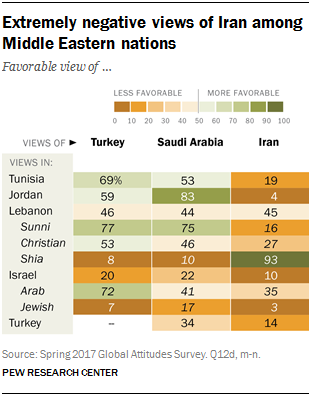 Extremely negative views of Iran among
Middle Eastern nations
Favorable view of ...
LESS FAVORABLE MORE FAVORABLE
0 10 20 30 40 50 60 70 80 90 100
VIEWS OF ► Turkey Saudi Arabia Iran
VIEWS IN:
Tunisia 69% 53 19
Jordan 59 83 4
Lebanon 46 44 45
Sunni 77 75 16
Christian 53 46 27
Shia 8 10 93
Israel 20 22 10
Arab 72 41 35
Jewish 7 17 3
Turkey – 34 14
Source: Spring 2017 Global Attitudes Survey. Q12d, m-n.
PEW RESEARCH CENTER